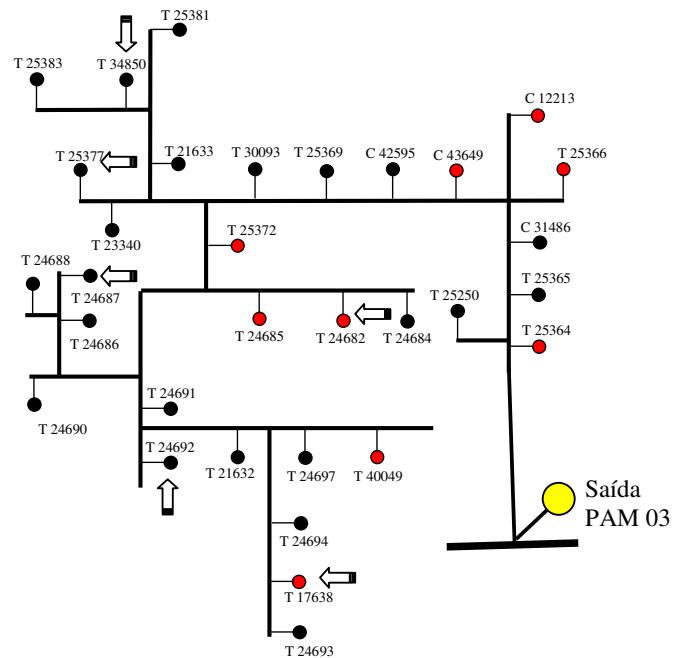 T 25381
T 25383
T 34850
C 12213
T 25377
T 21633
T 30093
T 25369
C 42595
C 43649
T 25366
T 23340
T 25372
C 31486
T 24688
T 24687
T 25250
T 25365
T 24686
T 24685
T 24682
T 24684
T 25364
T 24691
T 24690
T 24692
T 21632
T 24697
T 40049
Saída
PAM 03
T 24694
T 17638
T 24693